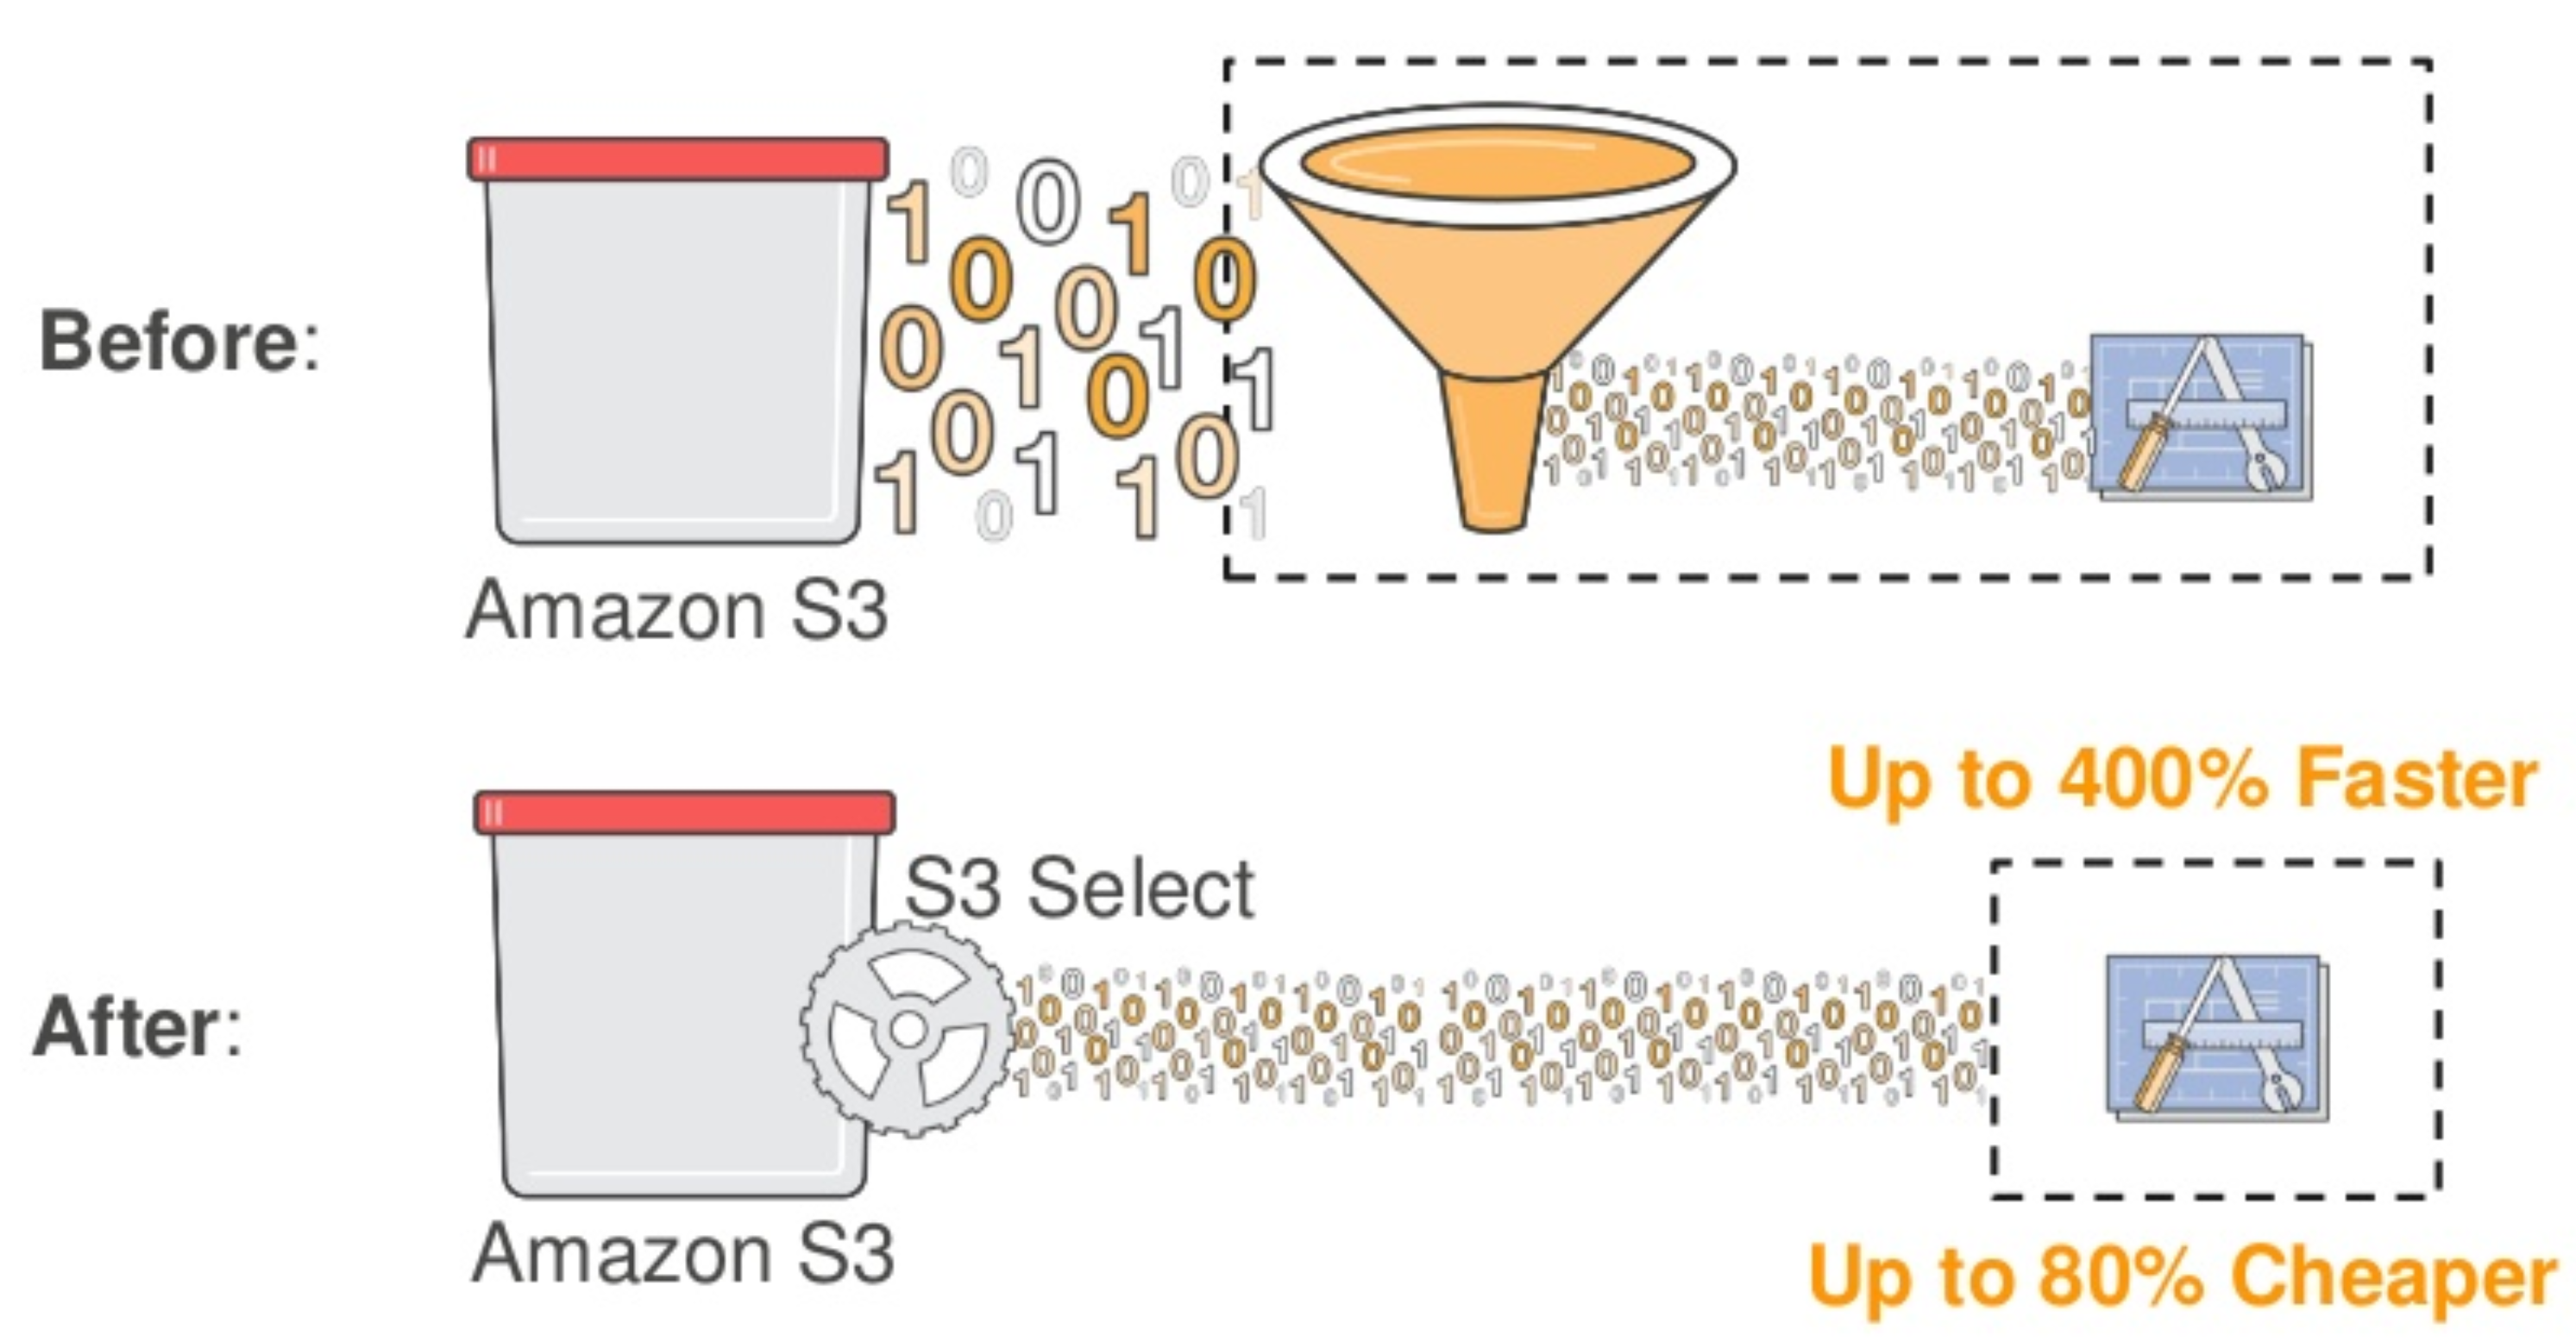 Before:
Amazon S3
Up to 400% Faster
S3 Select
After:
Amazon S3
Up to 80% Cheaper